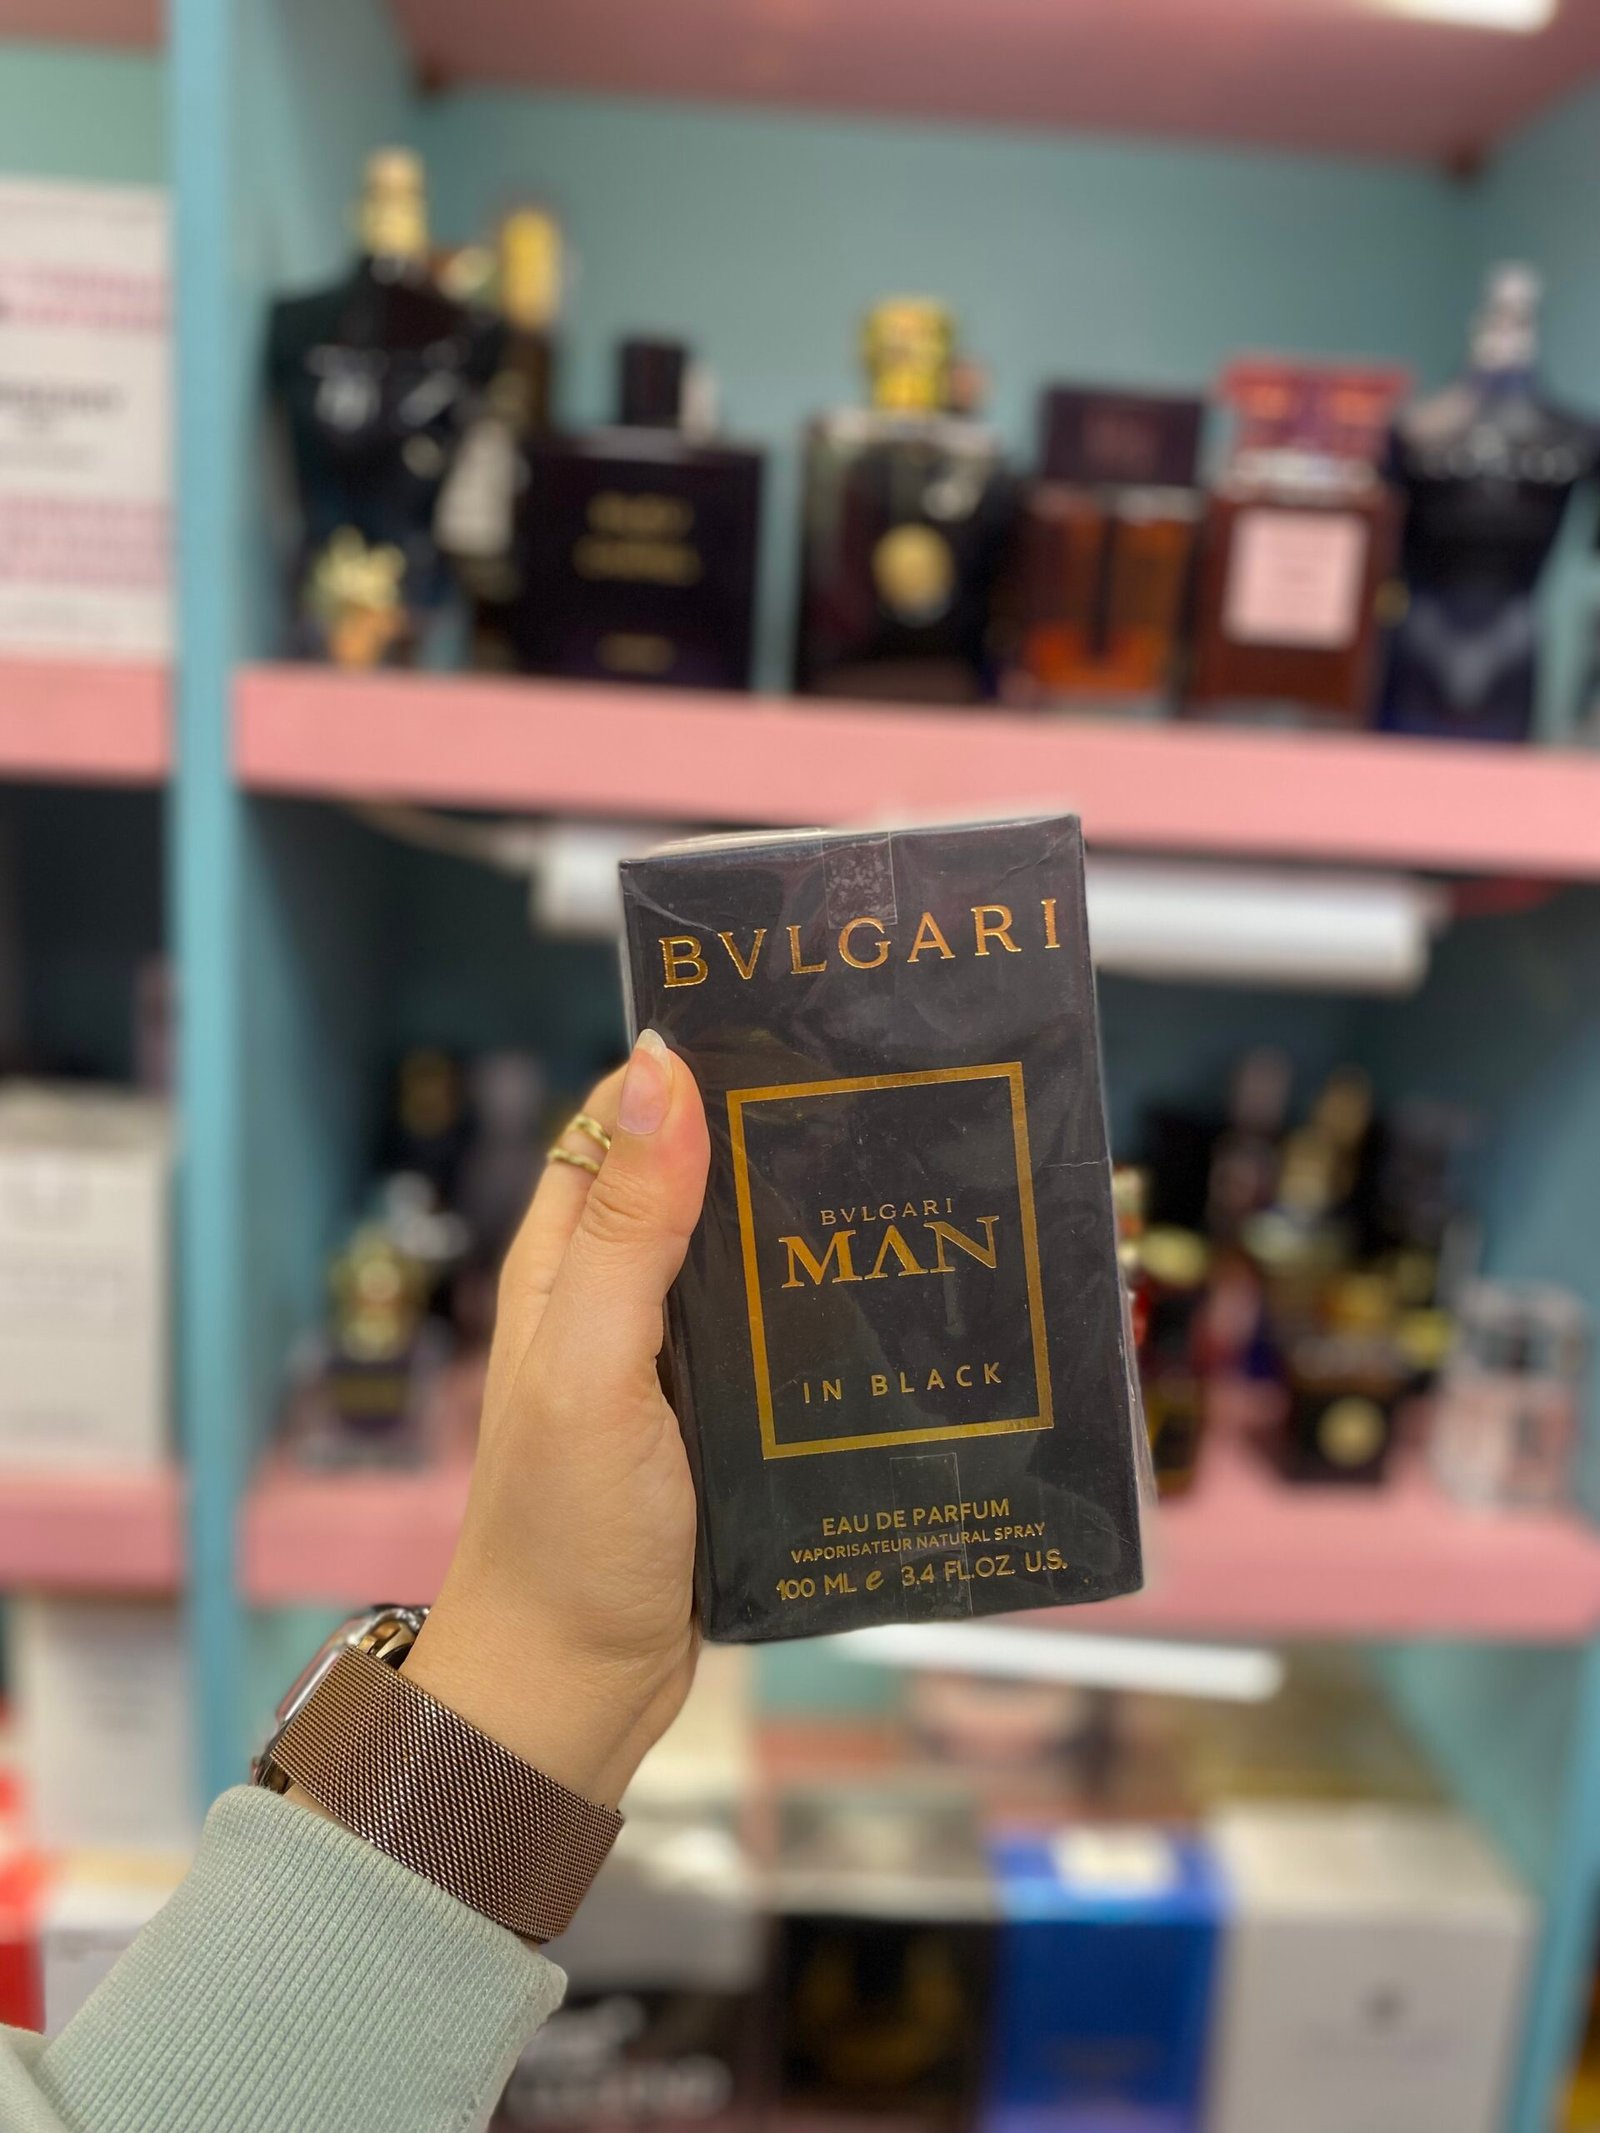 BVLGARI
BVLGARI
MAN
IN BLACK
EAU DE PARFUM
VAPORISATEUR NATURAL SPRAY
100 ML e 3.4 FL.OZ. U.S.